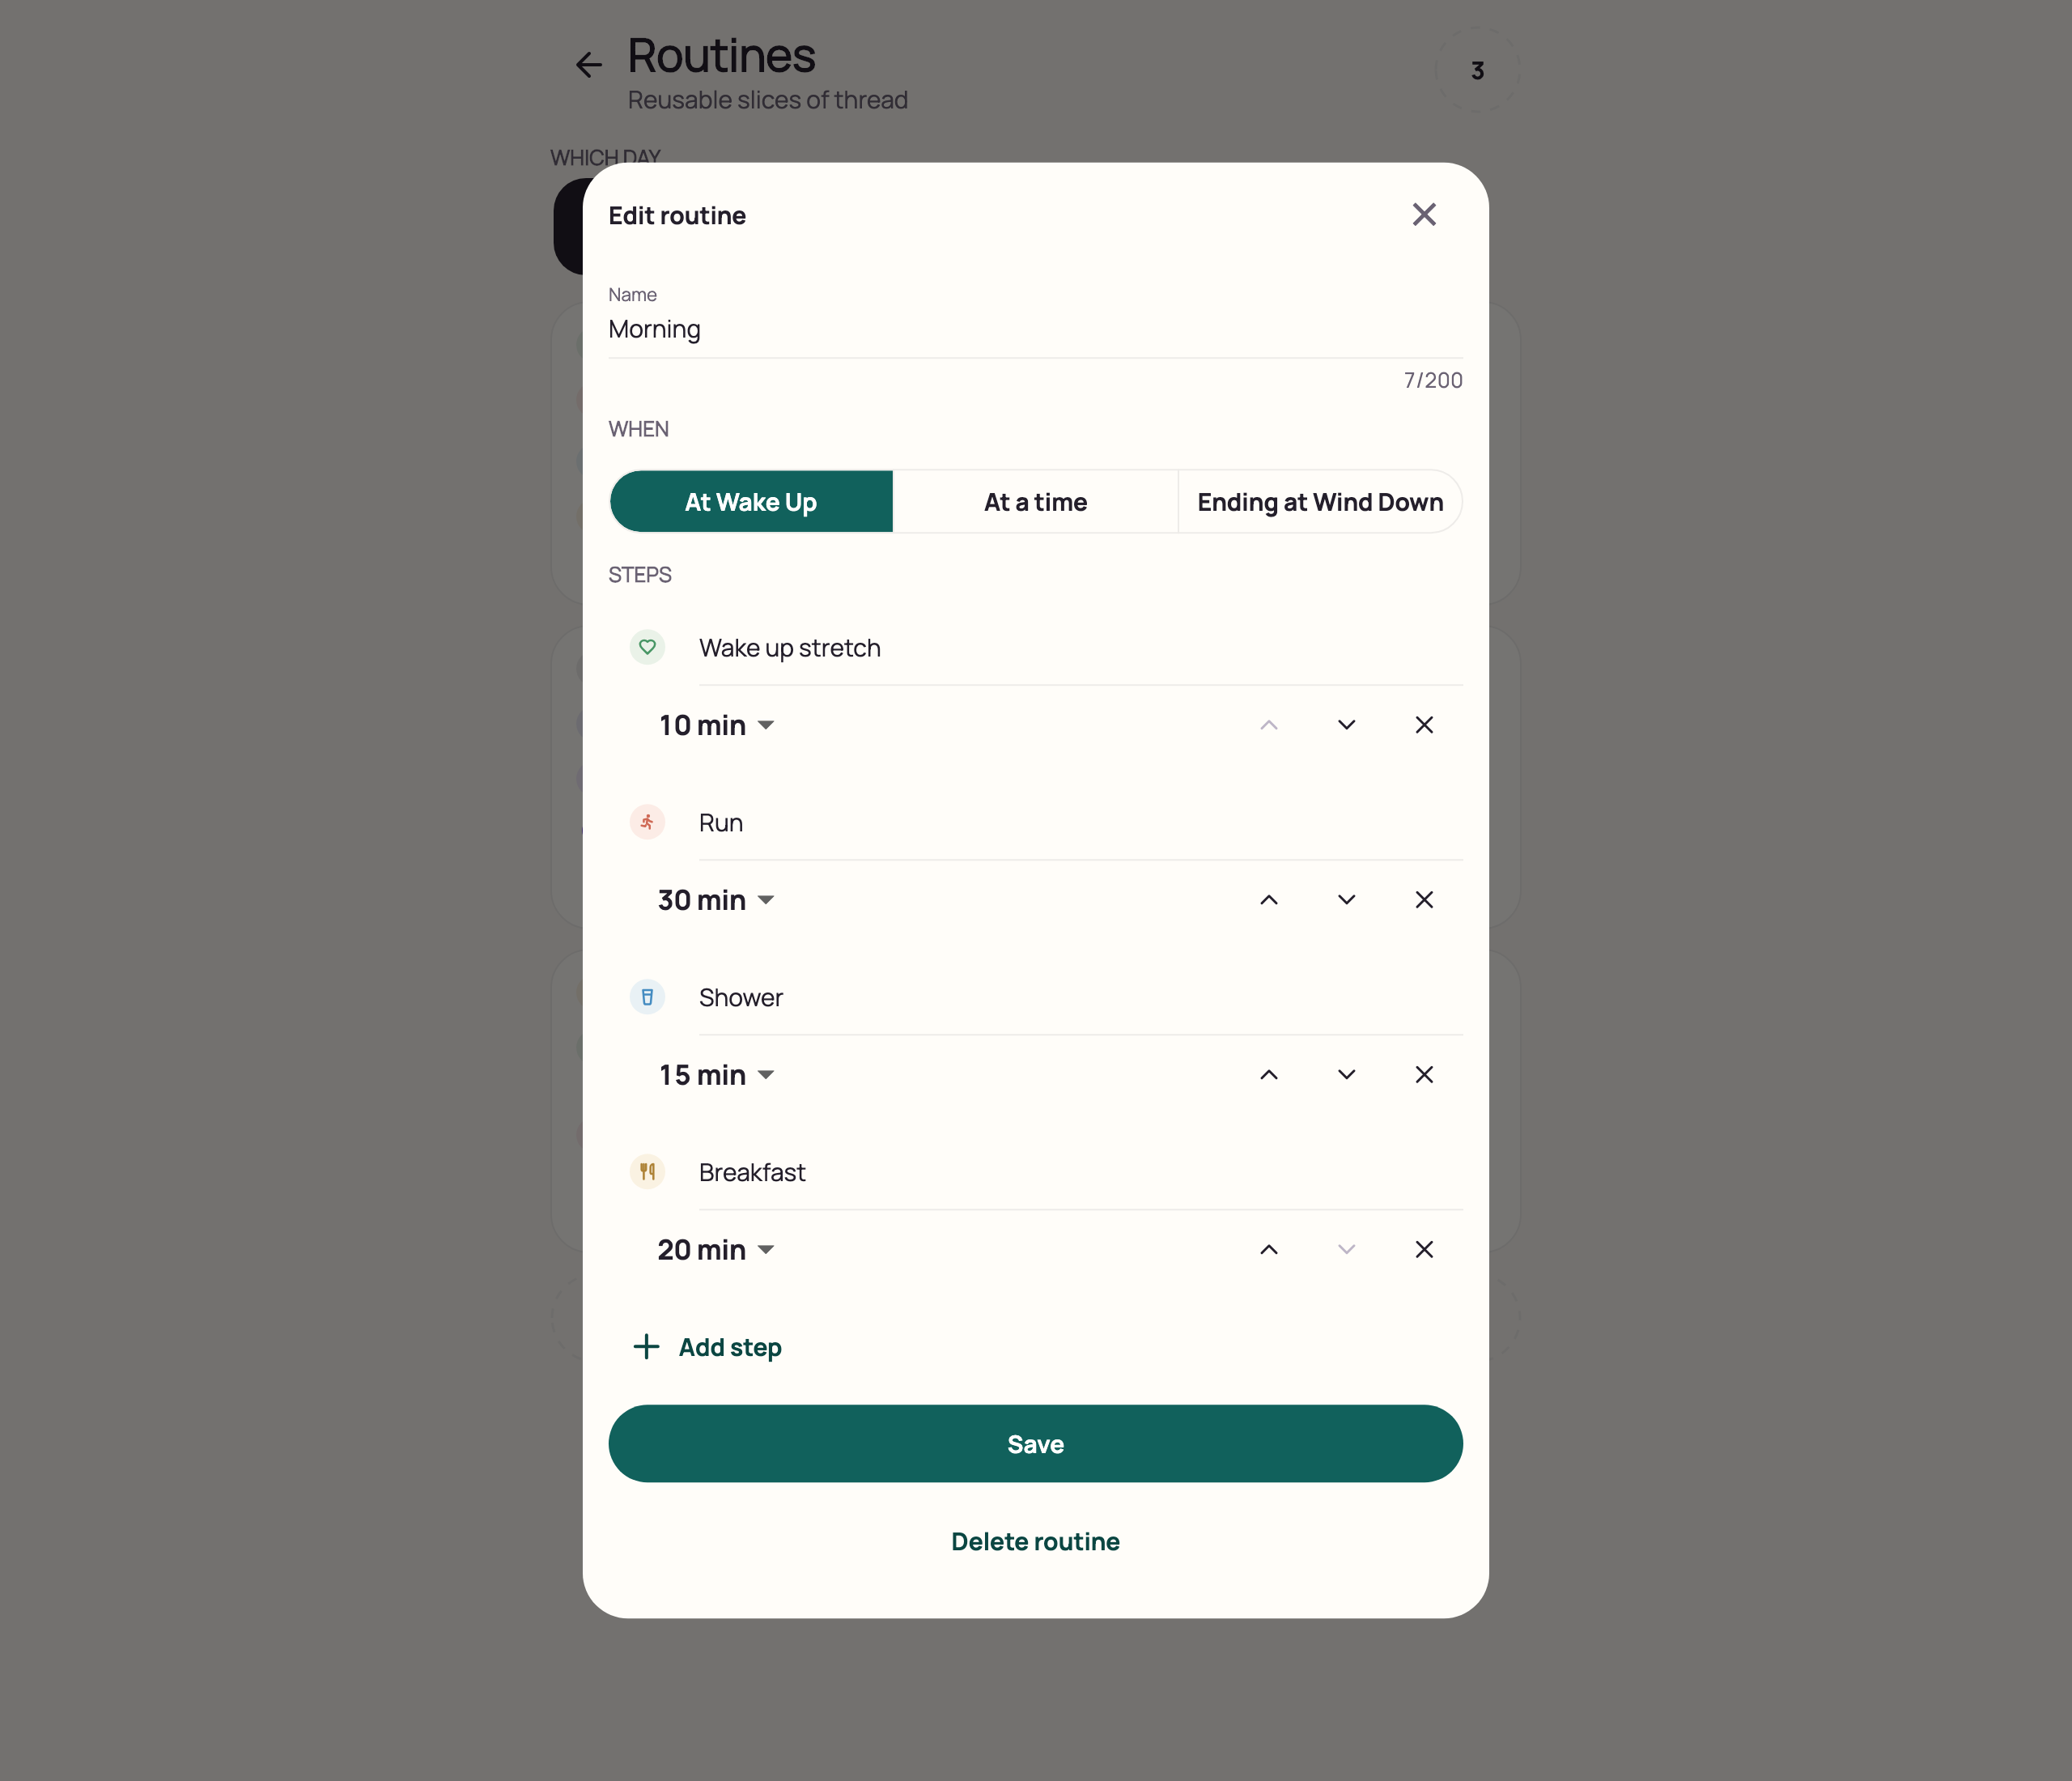 Routines
Reusable slices of thread
3
WHICH DAY
Edit routine
Name
Morning
7/200
WHEN
At Wake Up
At a time
Ending at Wind Down
STEPS
Wake up stretch
10 min
Run
30 min
Shower
15 min
Breakfast
20 min
Add step
Save
Delete routine